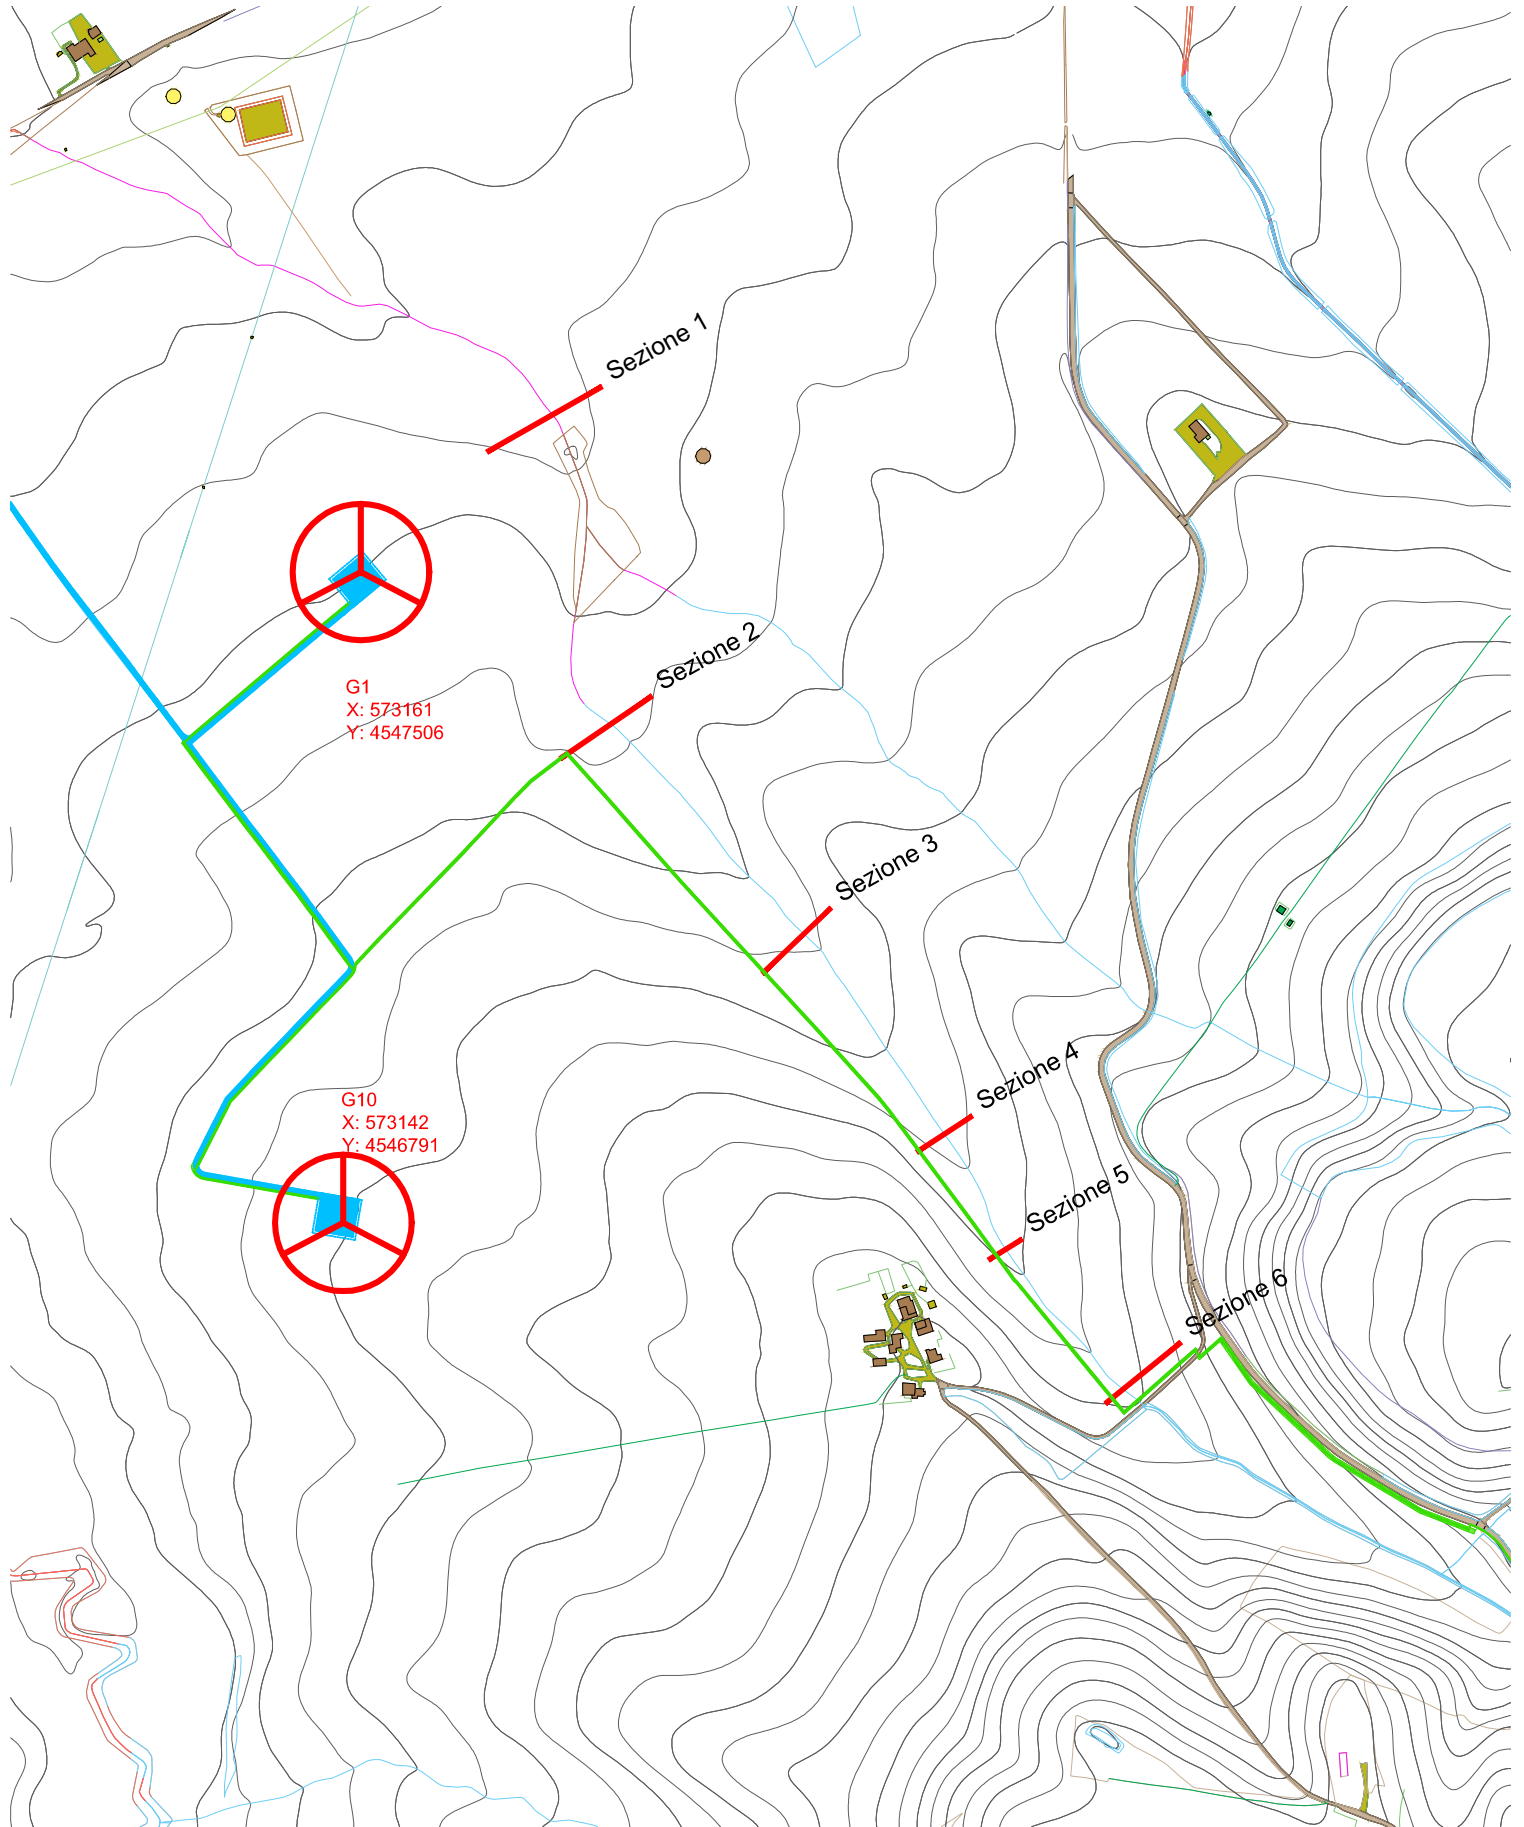 Sezione 1
Sezione 2
G1
X: 573161
Y: 4547506
Sezione 3
Sezione 4
G10
X: 573142
Y: 4546791
Sezione 5
Sezione 6